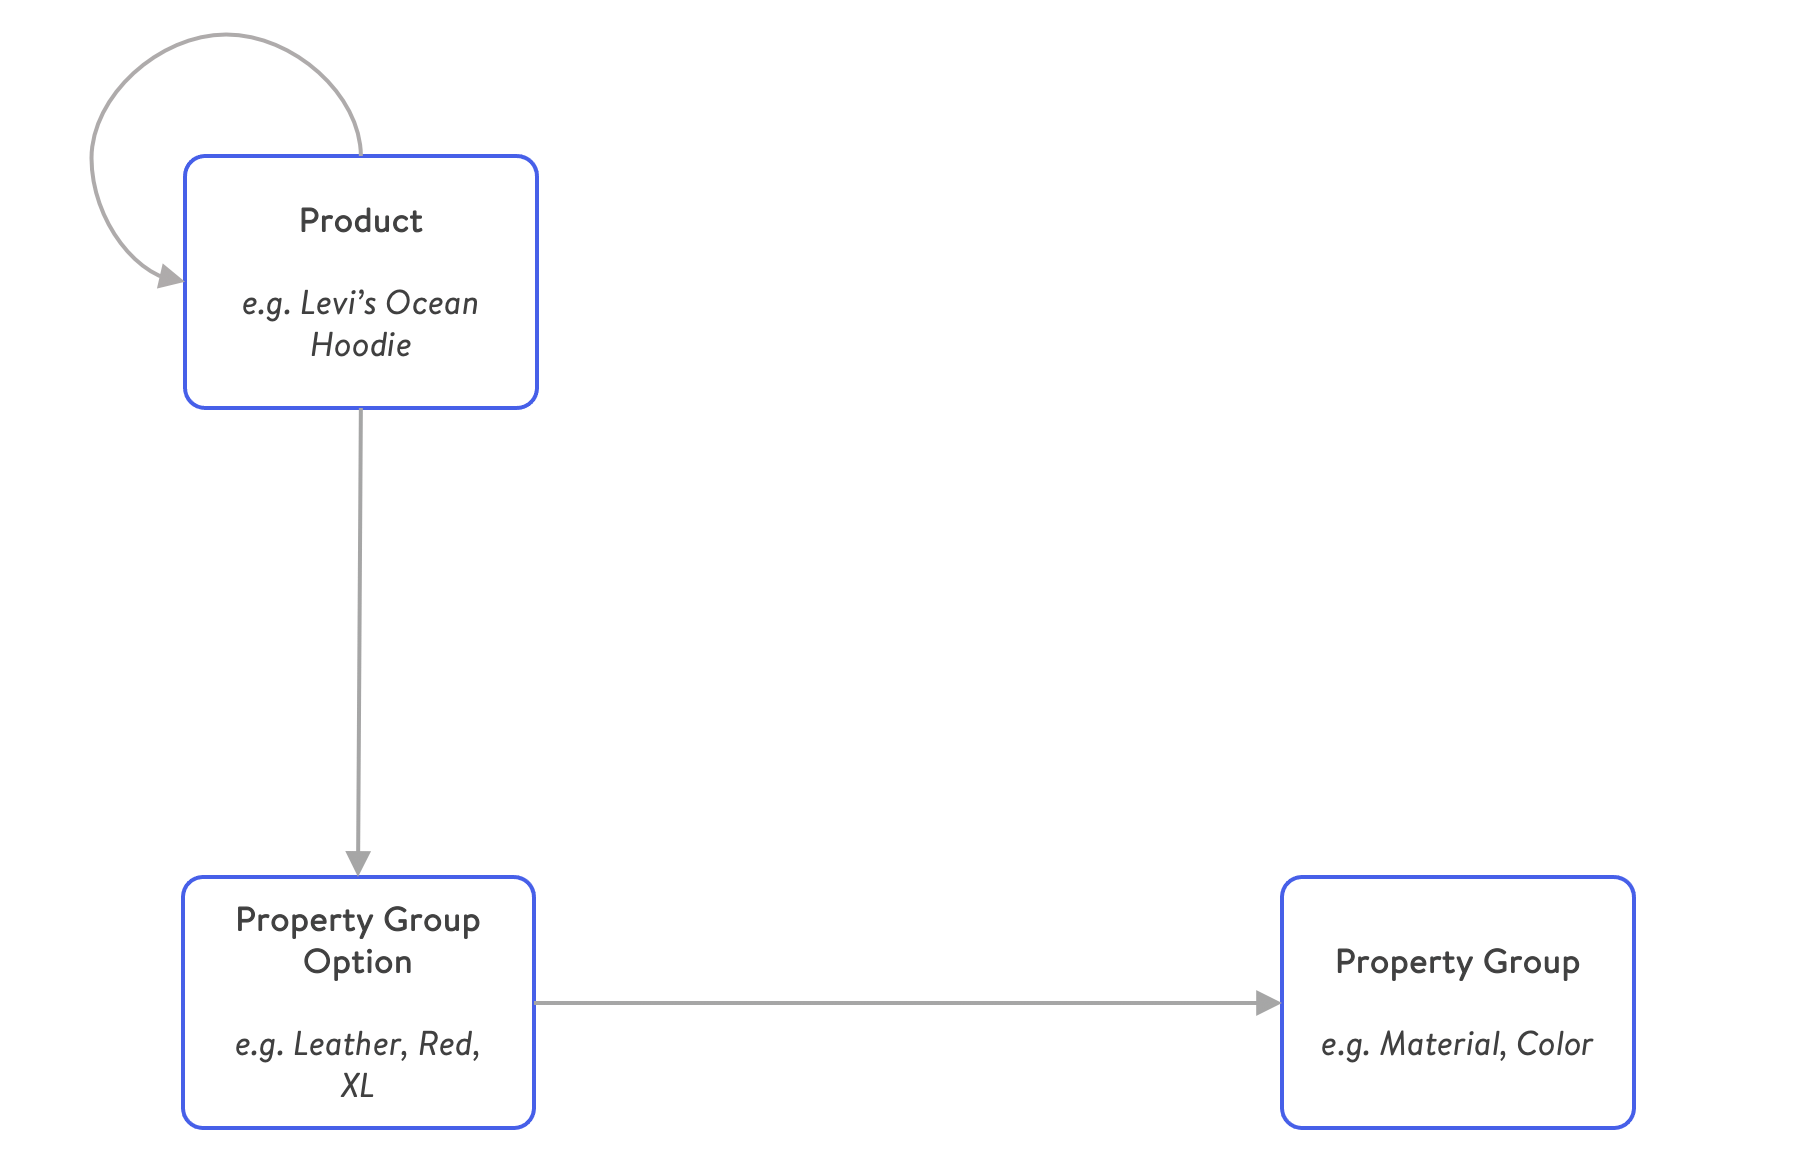 Product
e.g. Levi’s Ocean
Hoodie
Property Group
Option
e.g. Leather, Red,
XL
Property Group
e.g. Material, Color